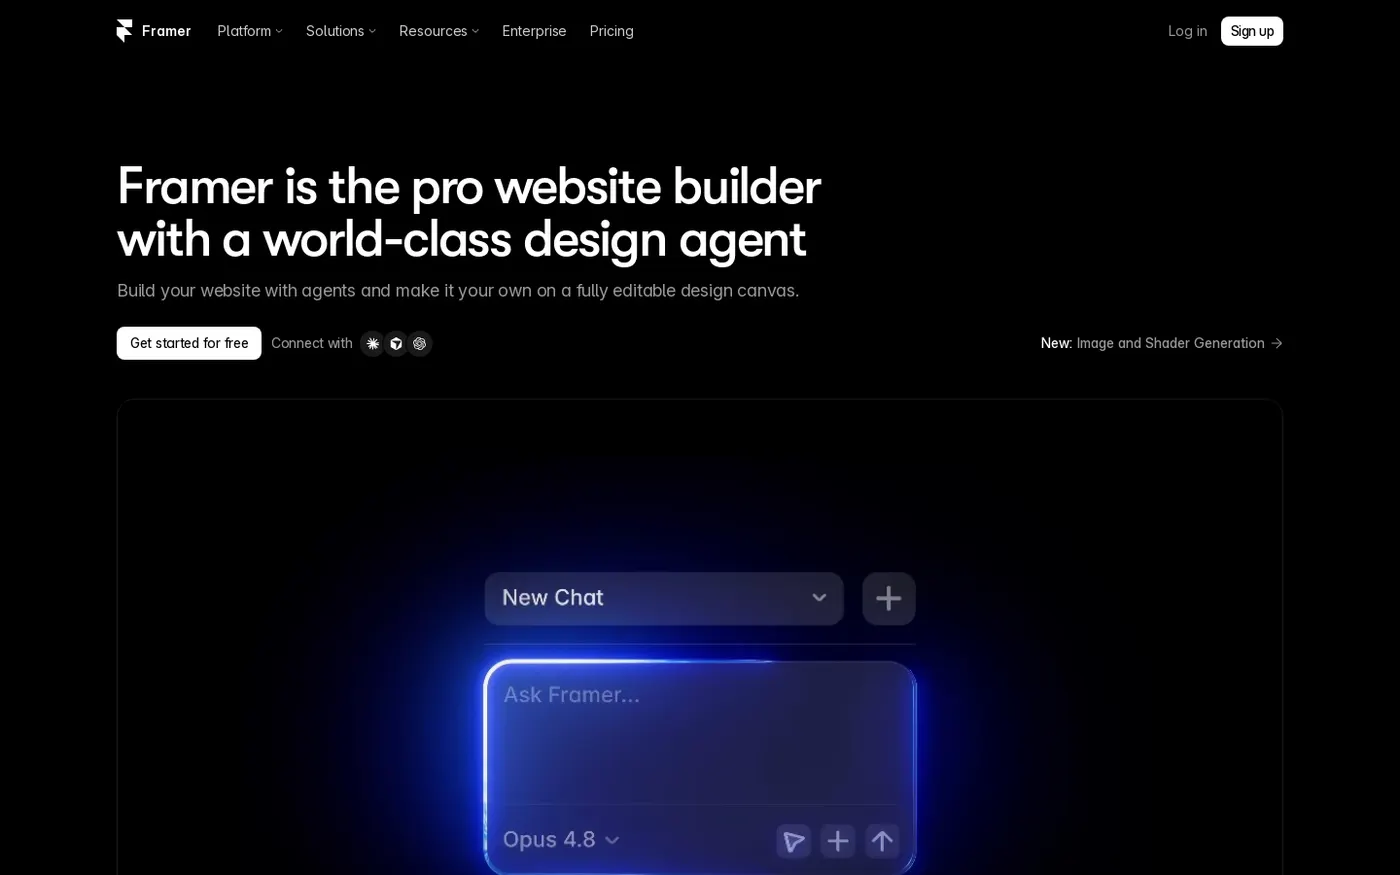 Framer
Platform
Solutions
Resources
Enterprise
Pricing
Log in
Sign up
Framer is the pro website builder
with a world-class design agent
Build your website with agents and make it your own on a fully editable design canvas.
Get started for free
Connect with
New: Image and Shader Generation →
New Chat
Ask Framer...
Opus 4.8